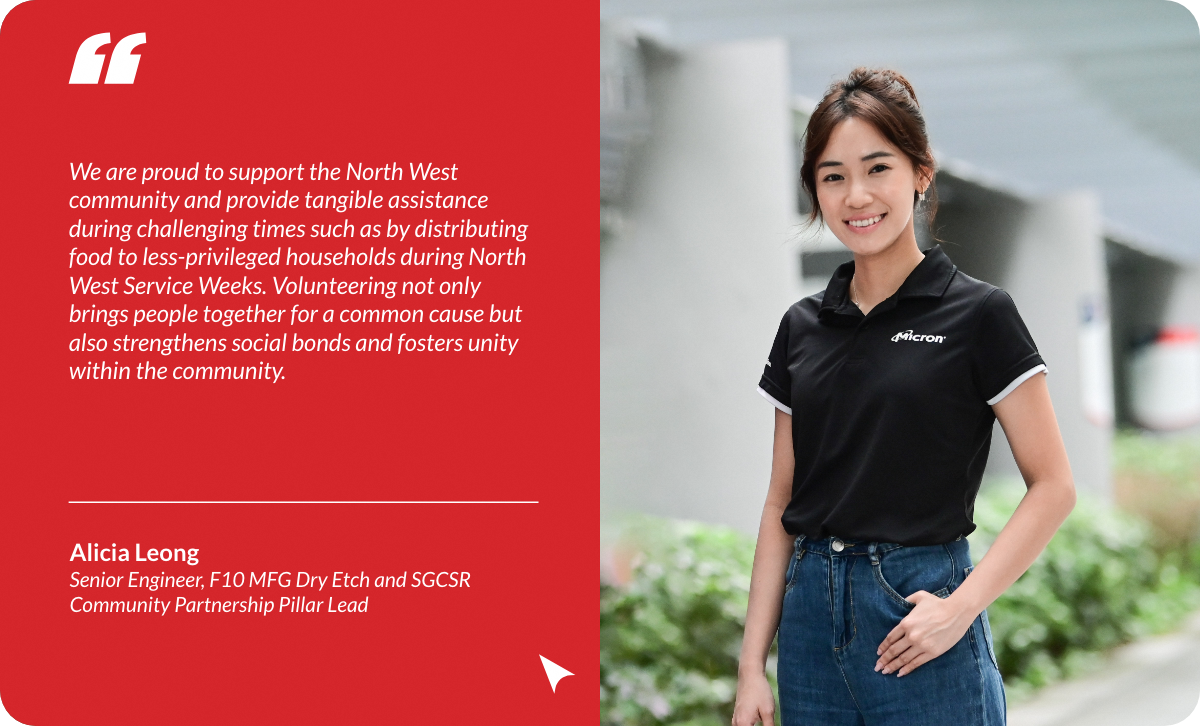 “
We are proud to support the North West
community and provide tangible assistance
during challenging times such as by distributing
food to less-privileged households during North
West Service Weeks. Volunteering not only
brings people together for a common cause but
also strengthens social bonds and fosters unity
within the community.
Alicia Leong
Senior Engineer, F10 MFG Dry Etch and SGCSR
Community Partnership Pillar Lead
Micron